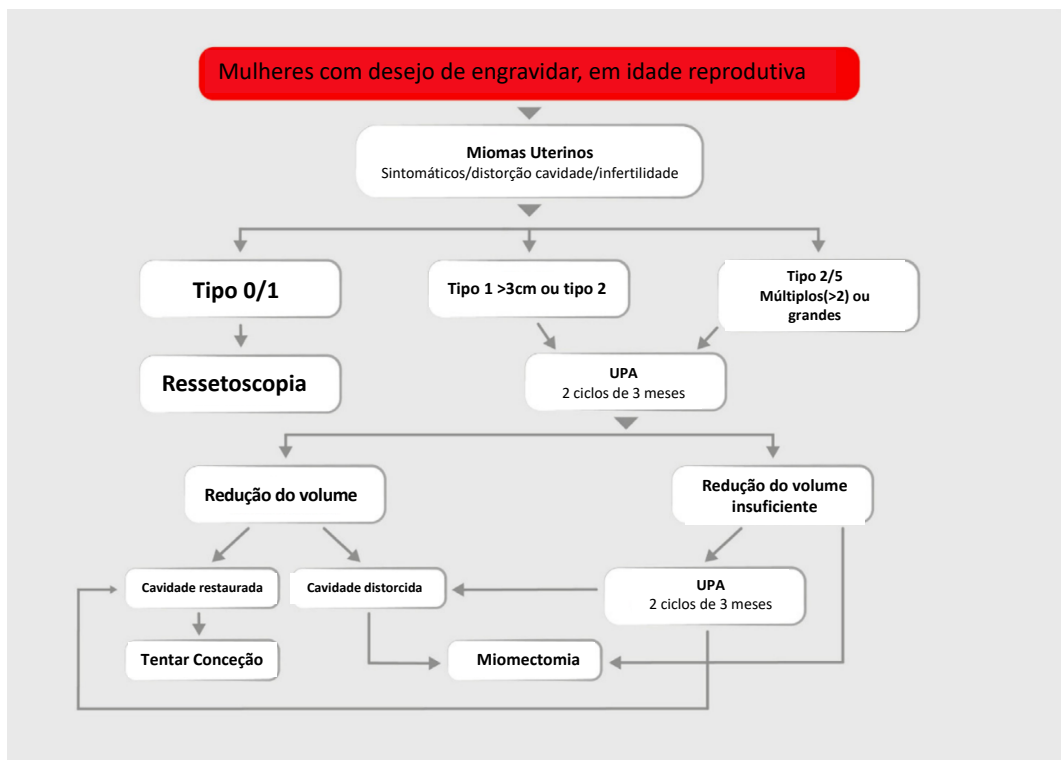 Mulheres com desejo de engravidar, em idade reprodutiva
Miomas Uterinos
Sintomáticos/distorção cavidade/infertilidade
Tipo 0/1
Tipo 1 >3cm ou tipo 2
Tipo 2/5
Múltiplos(>2) ou
grandes
Ressetoscopia
UPA
2 ciclos de 3 meses
Redução do volume
Redução do volume
insuficiente
Cavidade restaurada
Cavidade distorcida
UPA
2 ciclos de 3 meses
Tentar Conceção
Miomectomia